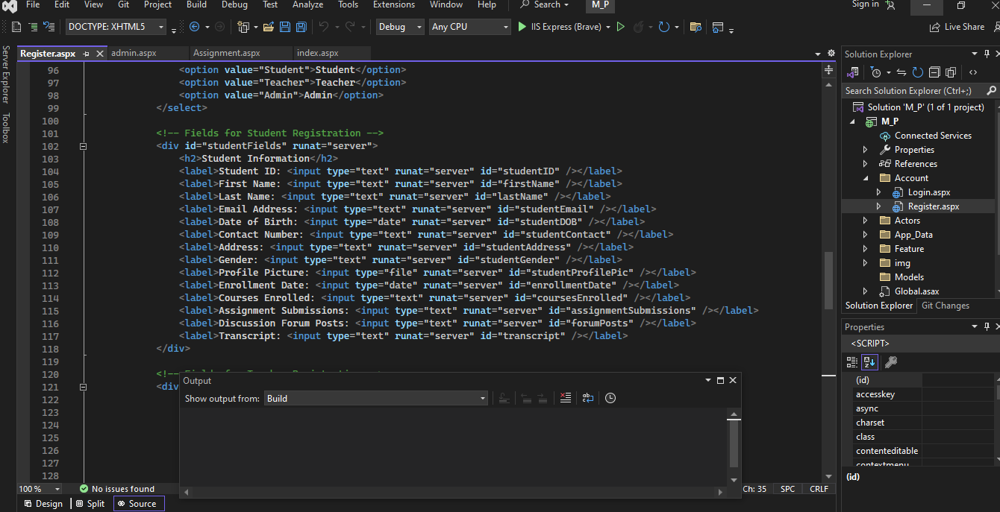 File Edit View Git Project Build Debug Test Analyze Tools Extensions Window Help Search M_P Sign in
DOCTYPE: XHTML5 Debug Any CPU IIS Express (Brave) Live Share
Server Explorer
Toolbox
Register.aspx admin.aspx Assignment.aspx index.aspx
96 <option value="Student">Student</option>
97 <option value="Teacher">Teacher</option>
98 <option value="Admin">Admin</option>
99 </select>
100
101 <!-- Fields for Student Registration -->
102 <div id="studentFields" runat="server">
103 <h2>Student Information</h2>
104 <label>Student ID: <input type="text" runat="server" id="studentID" /></label>
105 <label>First Name: <input type="text" runat="server" id="firstName" /></label>
106 <label>Last Name: <input type="text" runat="server" id="lastName" /></label>
107 <label>Email Address: <input type="text" runat="server" id="studentEmail" /></label>
108 <label>Date of Birth: <input type="date" runat="server" id="studentDOB" /></label>
109 <label>Contact Number: <input type="text" runat="server" id="studentContact" /></label>
110 <label>Address: <input type="text" runat="server" id="studentAddress" /></label>
111 <label>Gender: <input type="text" runat="server" id="studentGender" /></label>
112 <label>Profile Picture: <input type="file" runat="server" id="studentProfilePic" /></label>
113 <label>Enrollment Date: <input type="date" runat="server" id="enrollmentDate" /></label>
114 <label>Courses Enrolled: <input type="text" runat="server" id="coursesEnrolled" /></label>
115 <label>Assignment Submissions: <input type="text" runat="server" id="assignmentSubmissions" /></label>
116 <label>Discussion Forum Posts: <input type="text" runat="server" id="forumPosts" /></label>
117 <label>Transcript: <input type="text" runat="server" id="transcript" /></label>
118 </div>
119
120 <!--
121 <div
122
123
124
125
126
127
128
Output
Show output from: Build
100 % No issues found Ch: 35 SPC CRLF
Design Split Source
Solution Explorer
Search Solution Explorer (Ctrl+;)
Solution 'M_P' (1 of 1 project)
M_P
Connected Services
Properties
References
Account
Login.aspx
Register.aspx
Actors
App_Data
Feature
img
Models
Global.asax
Solution Explorer Git Changes
Properties
<SCRIPT>
(id)
accesskey
async
charset
class
contenteditable
contextmenu
(id)